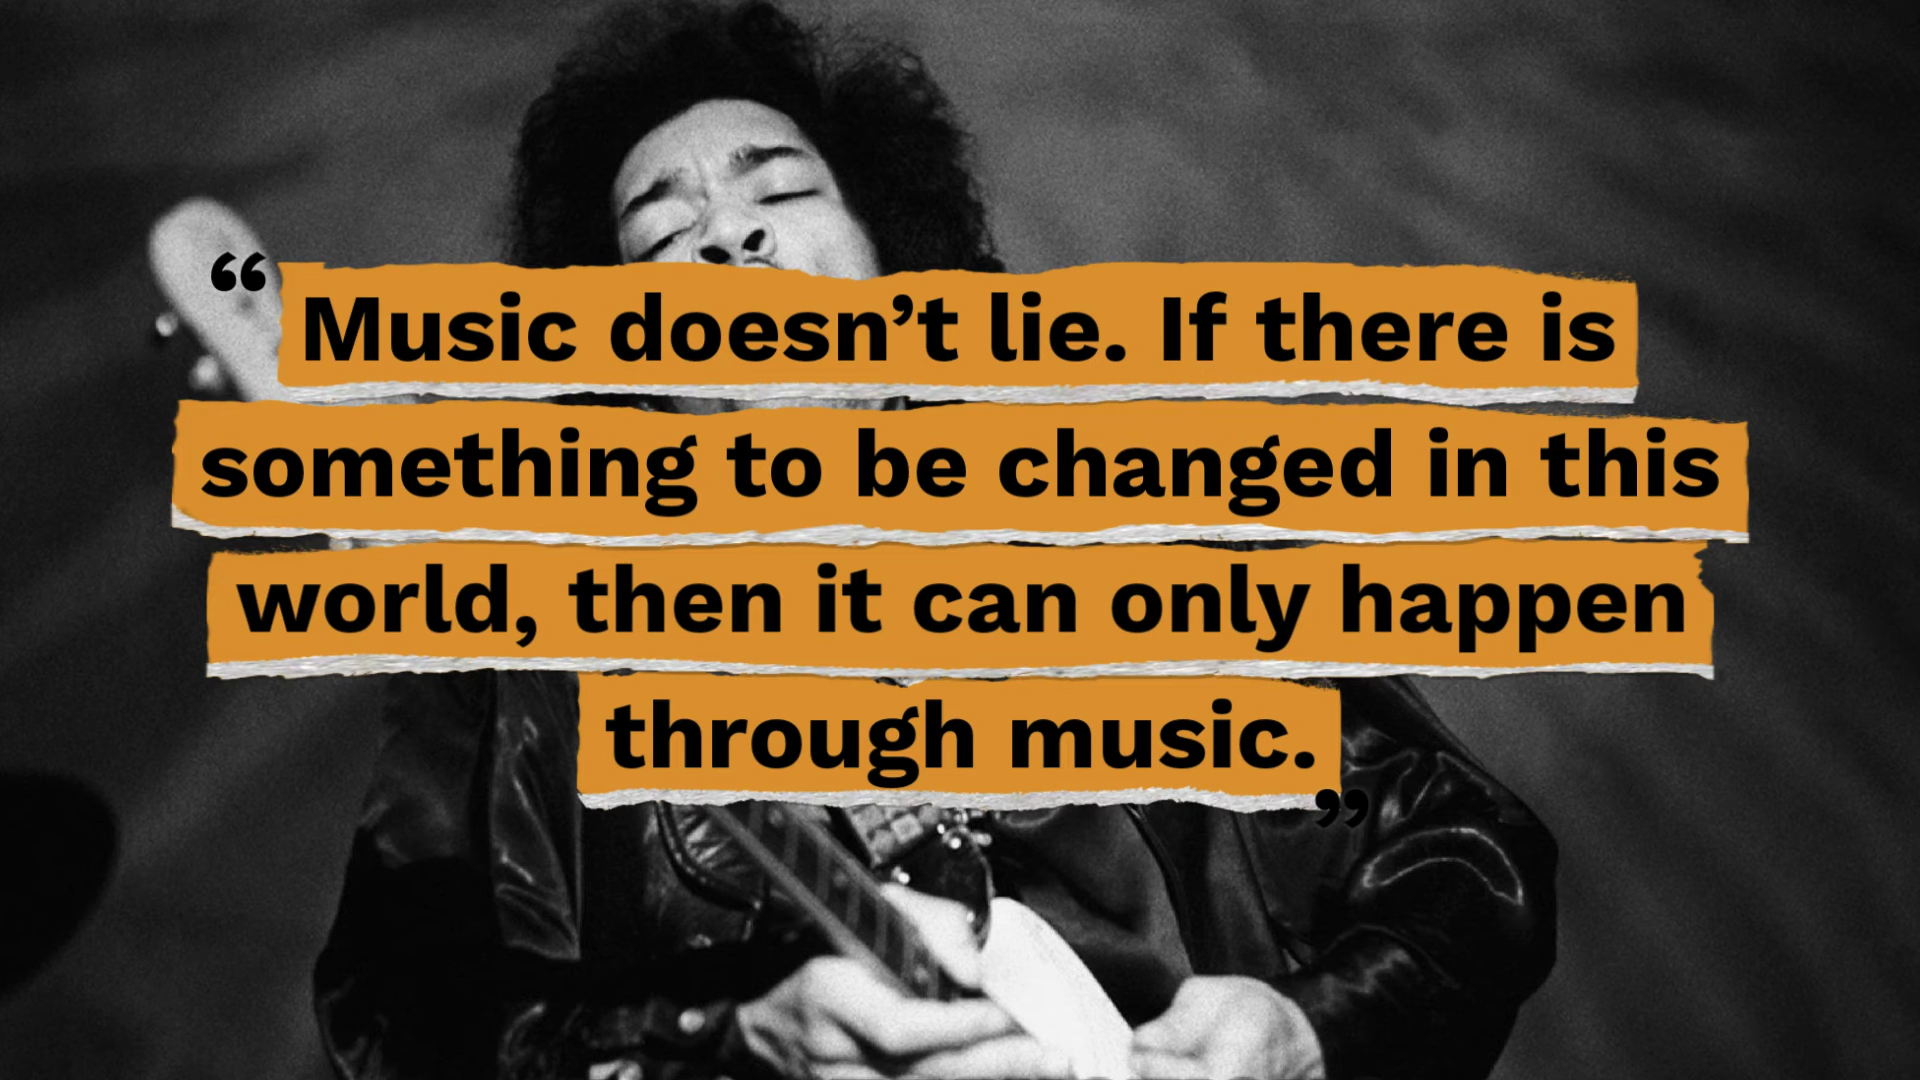 “Music doesn’t lie. If there is
something to be changed in this
world, then it can only happen
through music.”